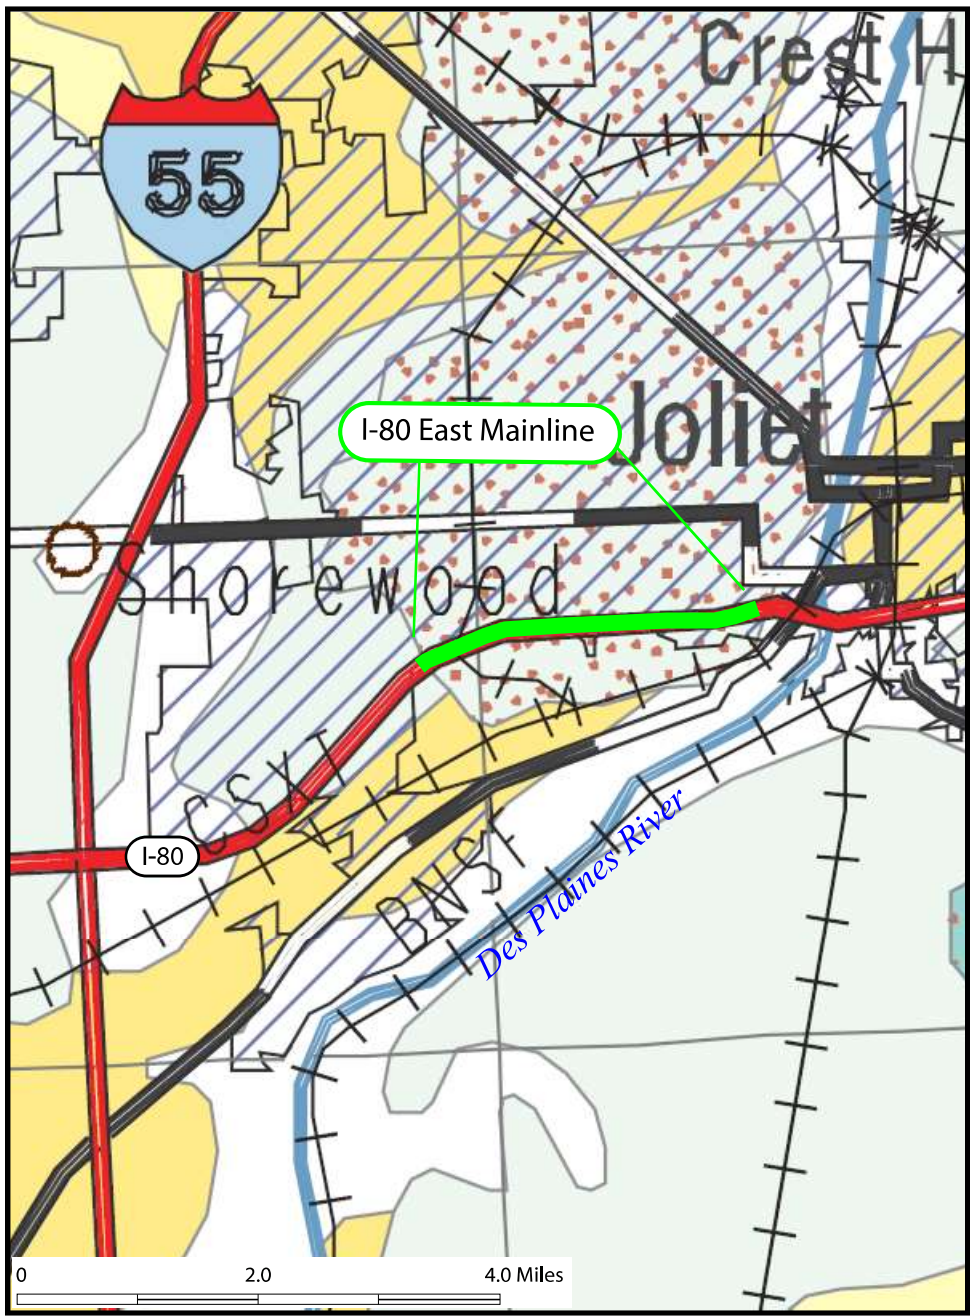 Crest H
55
I-80 East Mainline
Joliet
Shorewood
CSXT
I-80
BNSF
Des Plaines River
0 2.0 4.0 Miles